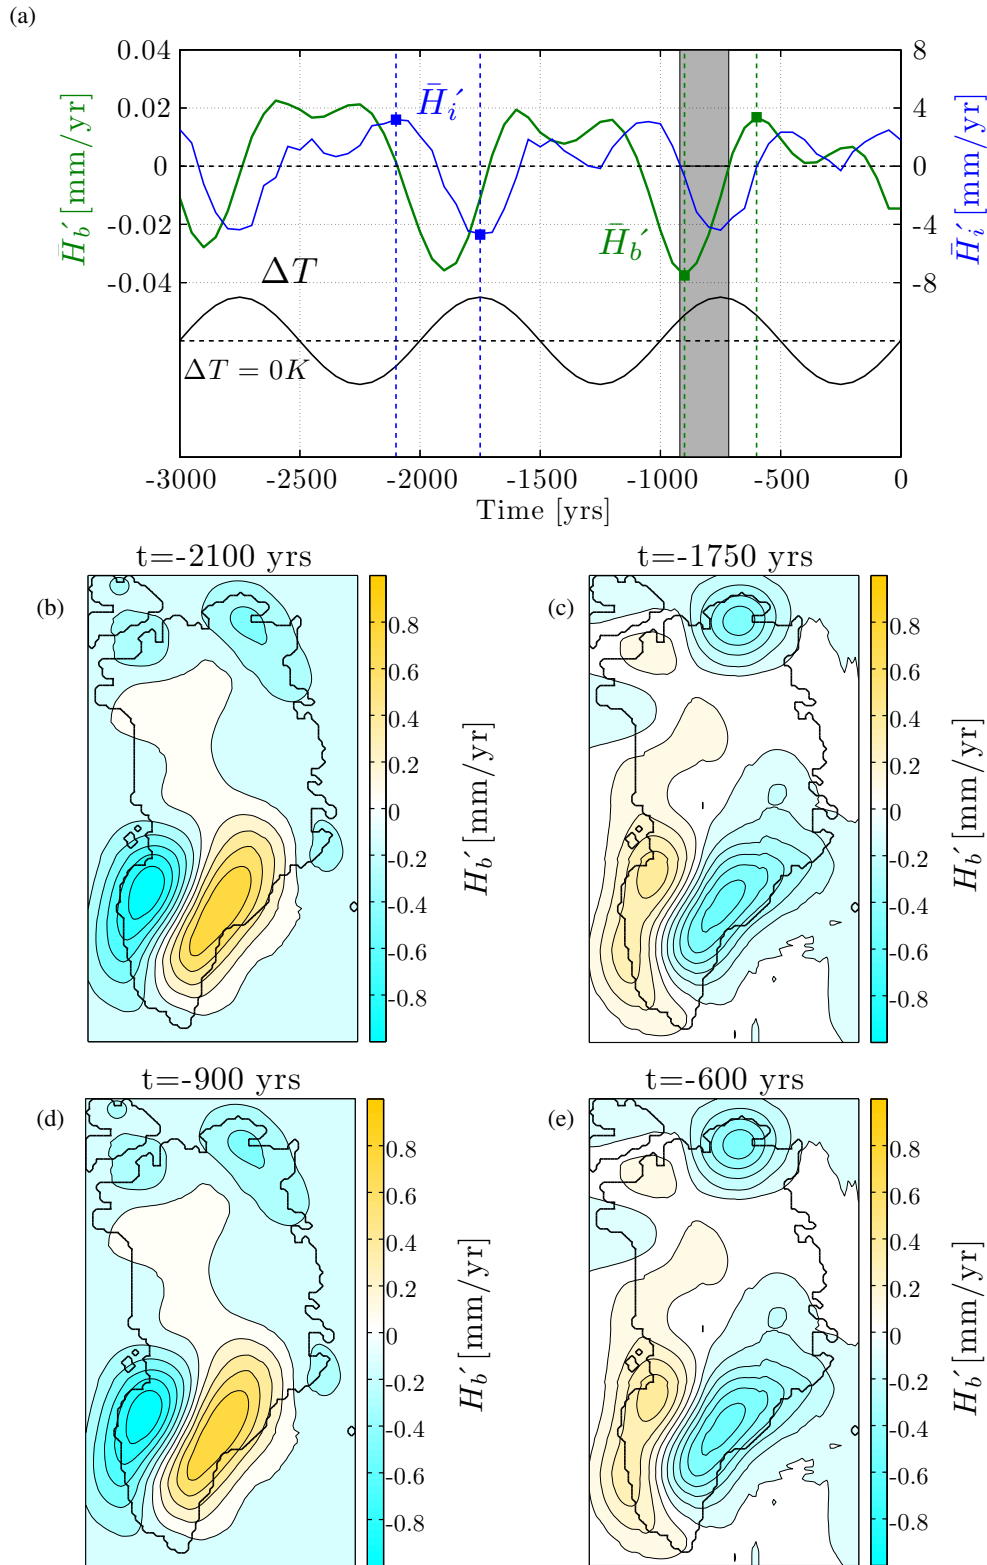 (a)
0.04
0.02
0
-0.02
-0.04
H̄b′ [mm/yr]
8
4
0
-4
-8
H̄i′ [mm/yr]
H̄i′
H̄b′
ΔT
ΔT = 0K
-3000 -2500 -2000 -1500 -1000 -500 0
Time [yrs]
t=-2100 yrs
(b)
0.8
0.6
0.4
0.2
0
-0.2
-0.4
-0.6
-0.8
Hb′ [mm/yr]
t=-1750 yrs
(c)
0.8
0.6
0.4
0.2
0
-0.2
-0.4
-0.6
-0.8
Hb′ [mm/yr]
t=-900 yrs
(d)
0.8
0.6
0.4
0.2
0
-0.2
-0.4
-0.6
-0.8
Hb′ [mm/yr]
t=-600 yrs
(e)
0.8
0.6
0.4
0.2
0
-0.2
-0.4
-0.6
-0.8
Hb′ [mm/yr]